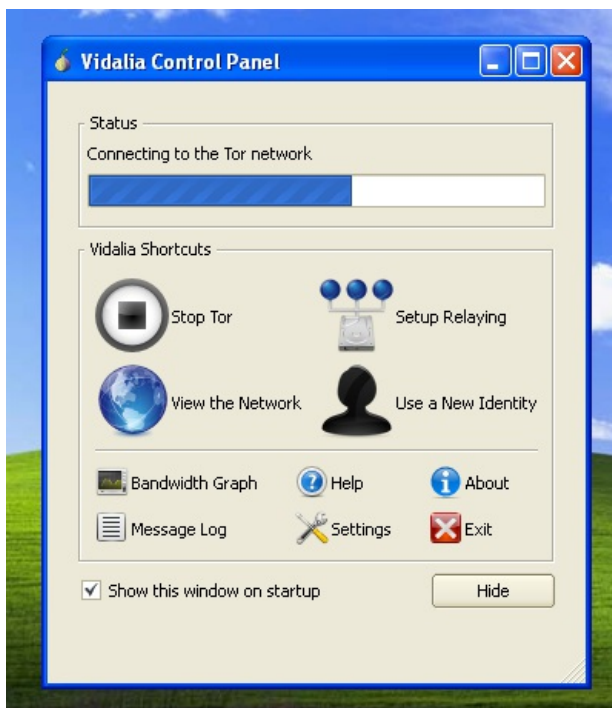 Vidalia Control Panel
Status
Connecting to the Tor network
Vidalia Shortcuts
Stop Tor
Setup Relaying
View the Network
Use a New Identity
Bandwidth Graph
Help
About
Message Log
Settings
Exit
Show this window on startup
Hide